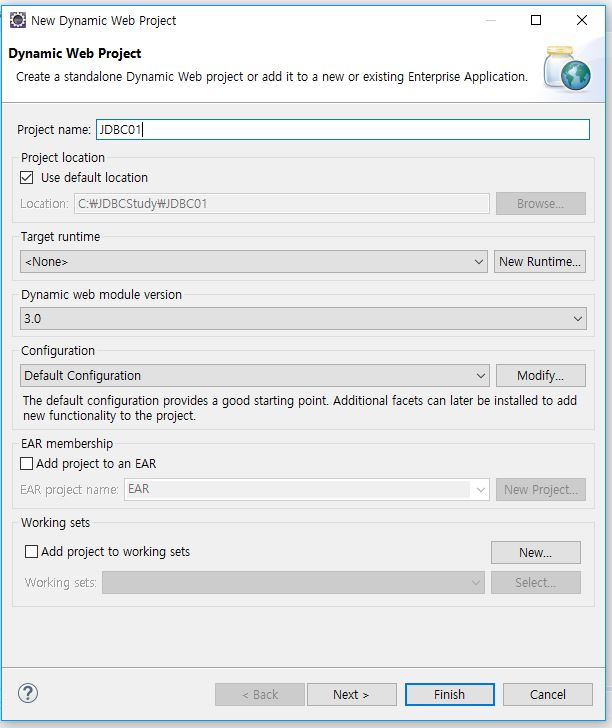 New Dynamic Web Project
Dynamic Web Project
Create a standalone Dynamic Web project or add it to a new or existing Enterprise Application.
Project name: JDBC01
Project location
Use default location
Location: C:₩JDBCStudy₩JDBC01 Browse...
Target runtime
<None> New Runtime...
Dynamic web module version
3.0
Configuration
Default Configuration Modify...
The default configuration provides a good starting point. Additional facets can later be installed to add
new functionality to the project.
EAR membership
Add project to an EAR
EAR project name: EAR New Project...
Working sets
Add project to working sets New...
Working sets: Select...
? < Back Next > Finish Cancel